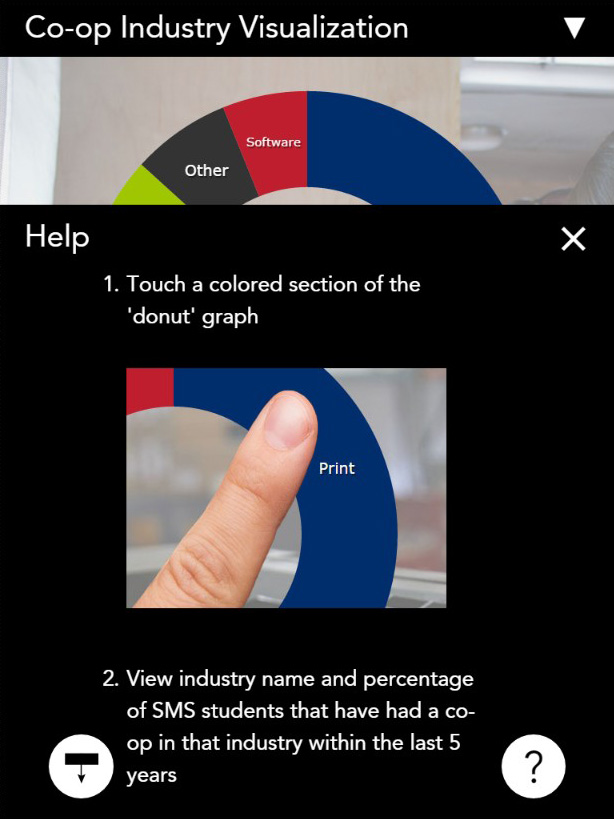 Co-op Industry Visualization ▼
Software
Other
Help ×
1. Touch a colored section of the
'donut' graph
Print
2. View industry name and percentage
of SMS students that have had a co-
op in that industry within the last 5
years
?